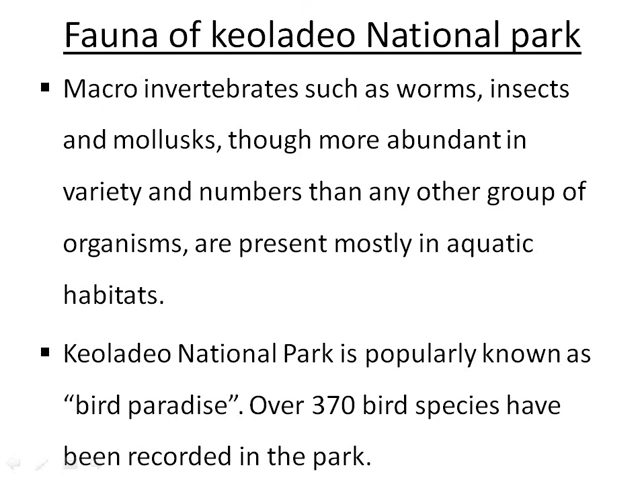 Fauna of keoladeo National park
▪ Macro invertebrates such as worms, insects
and mollusks, though more abundant in
variety and numbers than any other group of
organisms, are present mostly in aquatic
habitats.
▪ Keoladeo National Park is popularly known as
“bird paradise”. Over 370 bird species have
been recorded in the park.